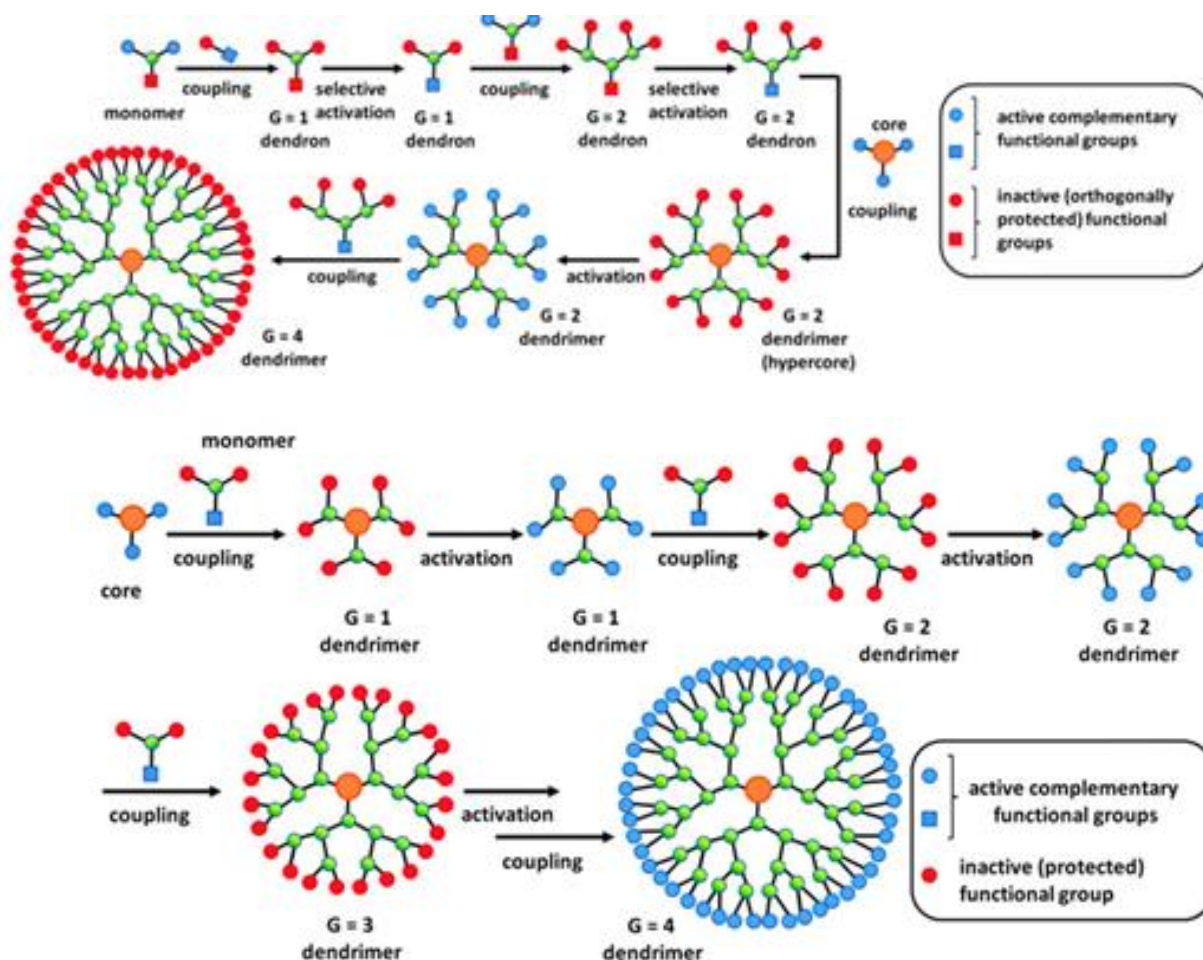 monomer
coupling
G = 1
dendron
selective
activation
G = 1
dendron
coupling
G = 2
dendron
selective
activation
G = 2
dendron
core
coupling
active complementary
functional groups
inactive (orthogonally
protected) functional
groups
G = 4
dendrimer
coupling
G = 2
dendrimer
activation
G = 2
dendrimer
(hypercore)
monomer
core
coupling
G = 1
dendrimer
activation
G = 1
dendrimer
coupling
G = 2
dendrimer
activation
G = 2
dendrimer
coupling
G = 3
dendrimer
activation
coupling
G = 4
dendrimer
active complementary
functional groups
inactive (protected)
functional group